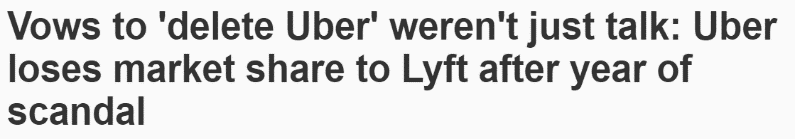 Vows to 'delete Uber' weren't just talk: Uber
loses market share to Lyft after year of
scandal